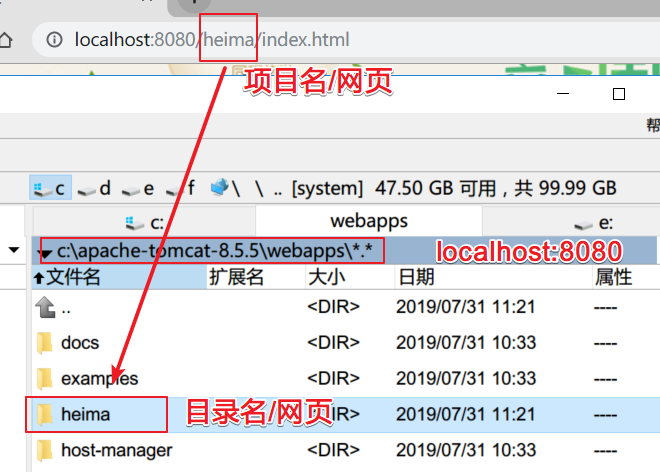 localhost:8080/heima/index.html
项目名/网页
帮
c d e f \ \ .. [system] 47.50 GB 可用，共 99.99 GB
c: webapps e:
c:\apache-tomcat-8.5.5\webapps\*.* localhost:8080
文件名 扩展名 大小 日期 属性
.. <DIR> 2019/07/31 11:21 ----
docs <DIR> 2019/07/31 10:33 ----
examples <DIR> 2019/07/31 10:33 ----
heima 目录名/网页 <DIR> 2019/07/31 11:21 ----
host-manager <DIR> 2019/07/31 10:33 ----